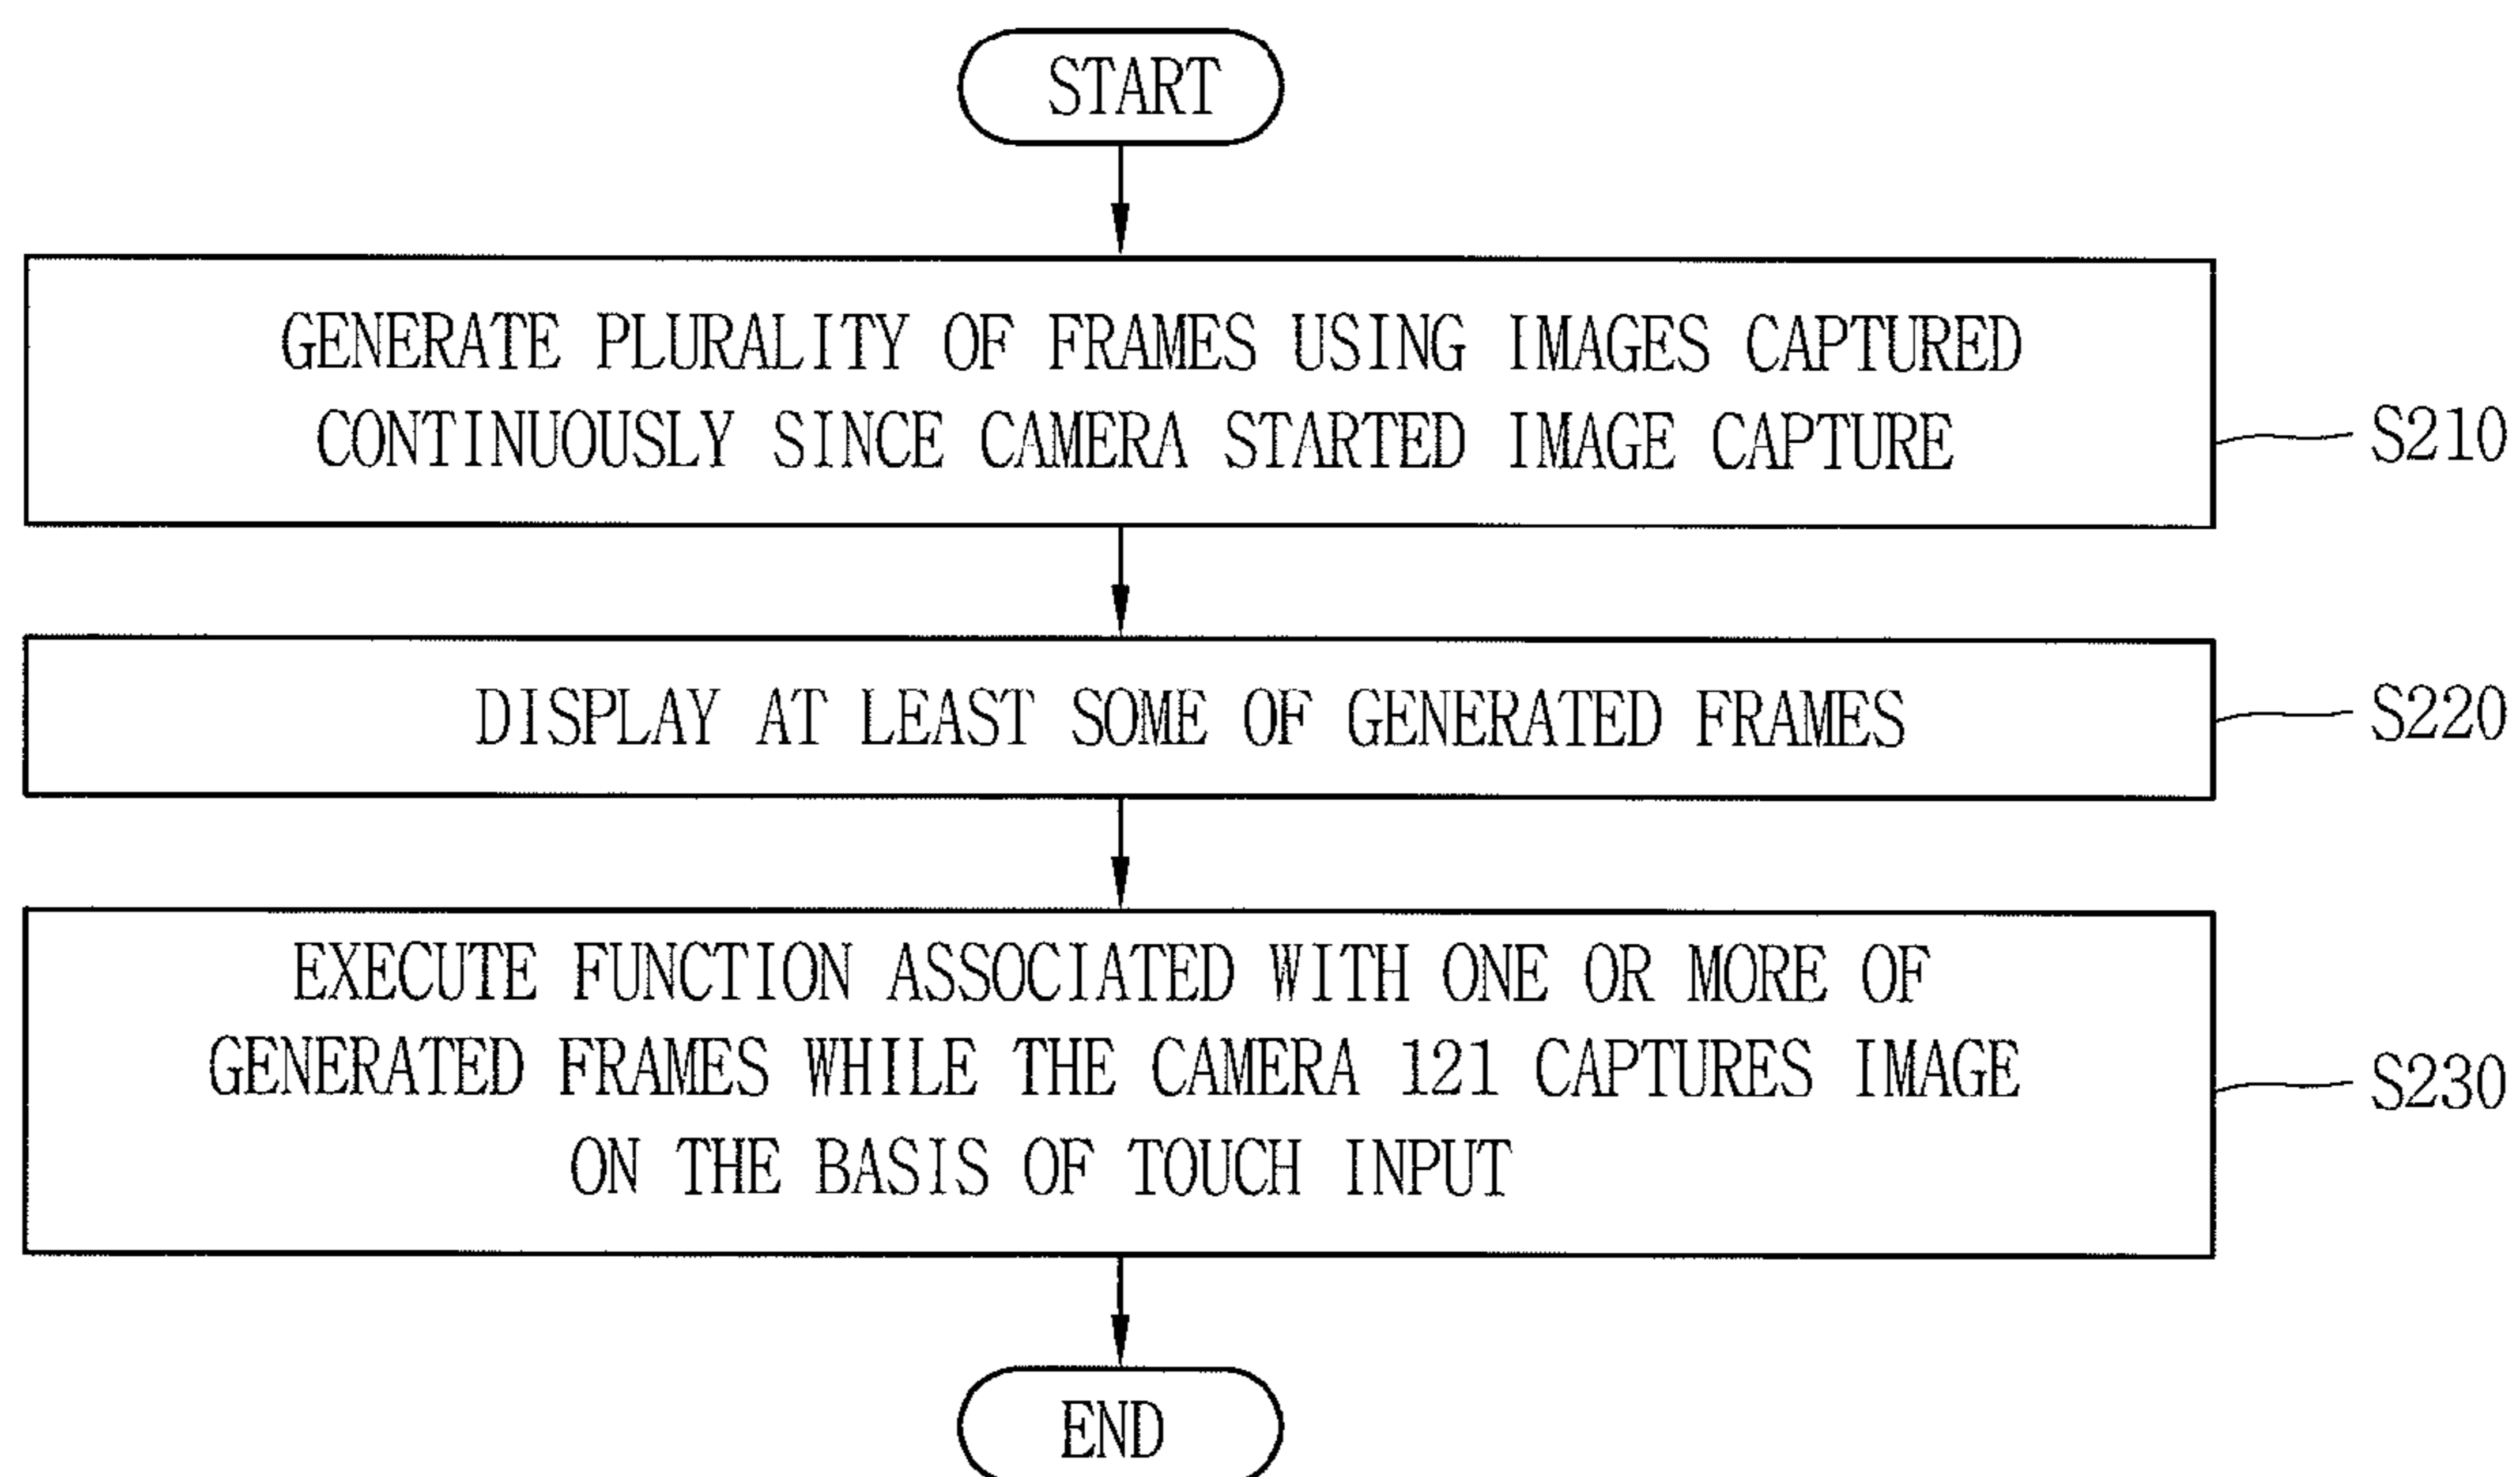 START
GENERATE PLURALITY OF FRAMES USING IMAGES CAPTURED
CONTINUOUSLY SINCE CAMERA STARTED IMAGE CAPTURE
S210
DISPLAY AT LEAST SOME OF GENERATED FRAMES
S220
EXECUTE FUNCTION ASSOCIATED WITH ONE OR MORE OF
GENERATED FRAMES WHILE THE CAMERA 121 CAPTURES IMAGE
ON THE BASIS OF TOUCH INPUT
S230
END